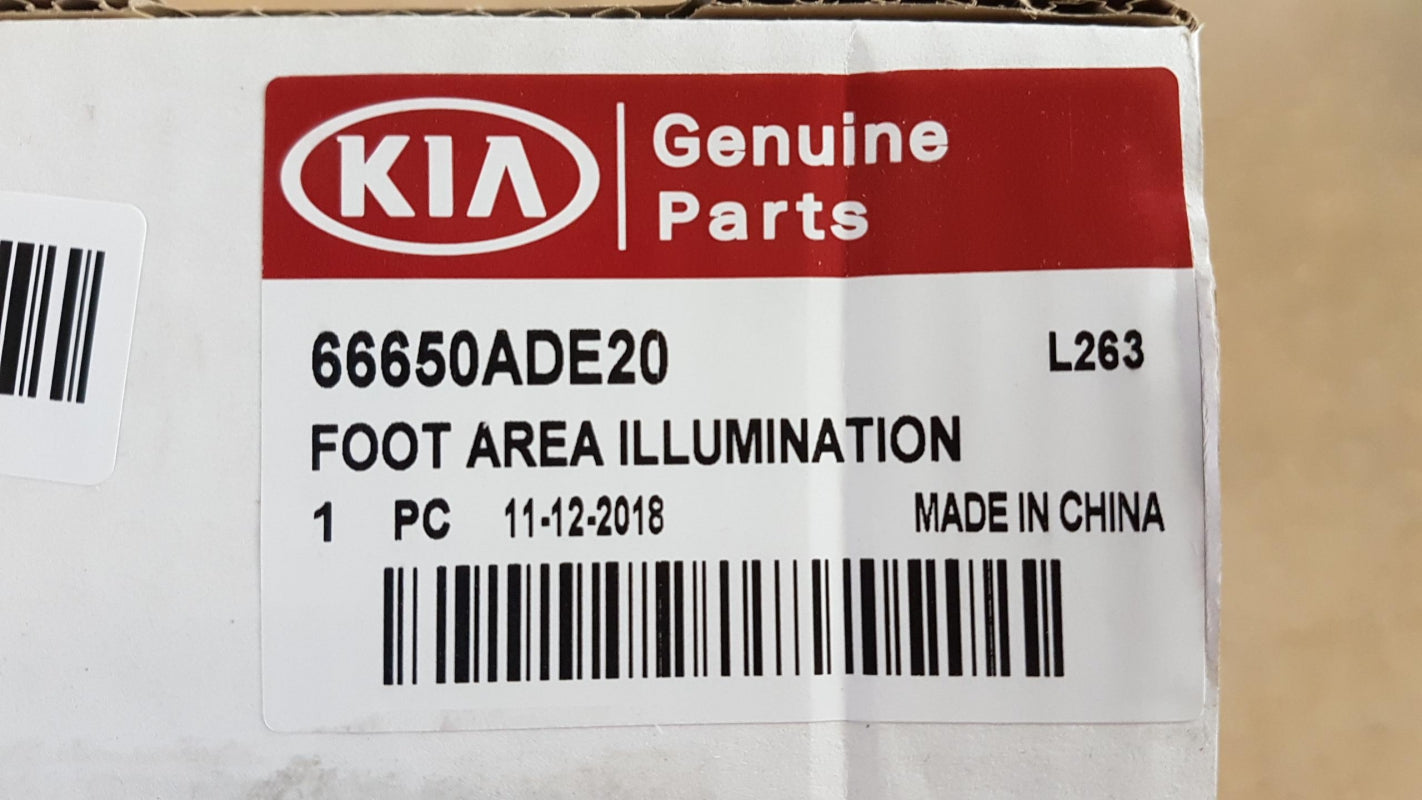 KIA
Genuine
Parts
66650ADE20 L263
FOOT AREA ILLUMINATION
1 PC 11-12-2018 MADE IN CHINA